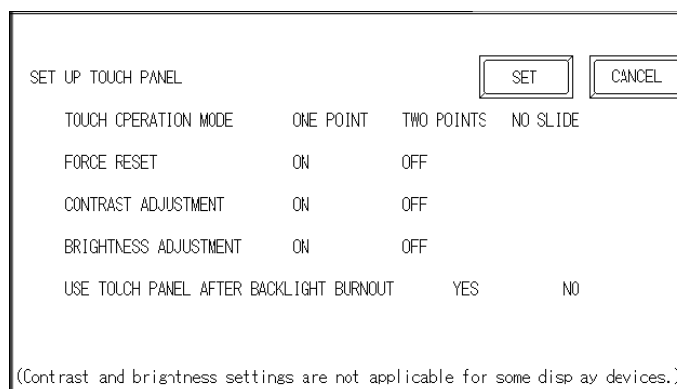 SET UP TOUCH PANEL SET CANCEL
TOUCH CPERATION MODE ONE POINT TWO POINTS NO SLIDE
FORCE RESET ON OFF
CONTRAST ADJUSTMENT ON OFF
BRIGHTNESS ADJUSTMENT ON OFF
USE TOUCH PANEL AFTER BACKLIGHT BURNOUT YES NO
(Contrast and brightness settings are not applicable for some disp ay devices.)